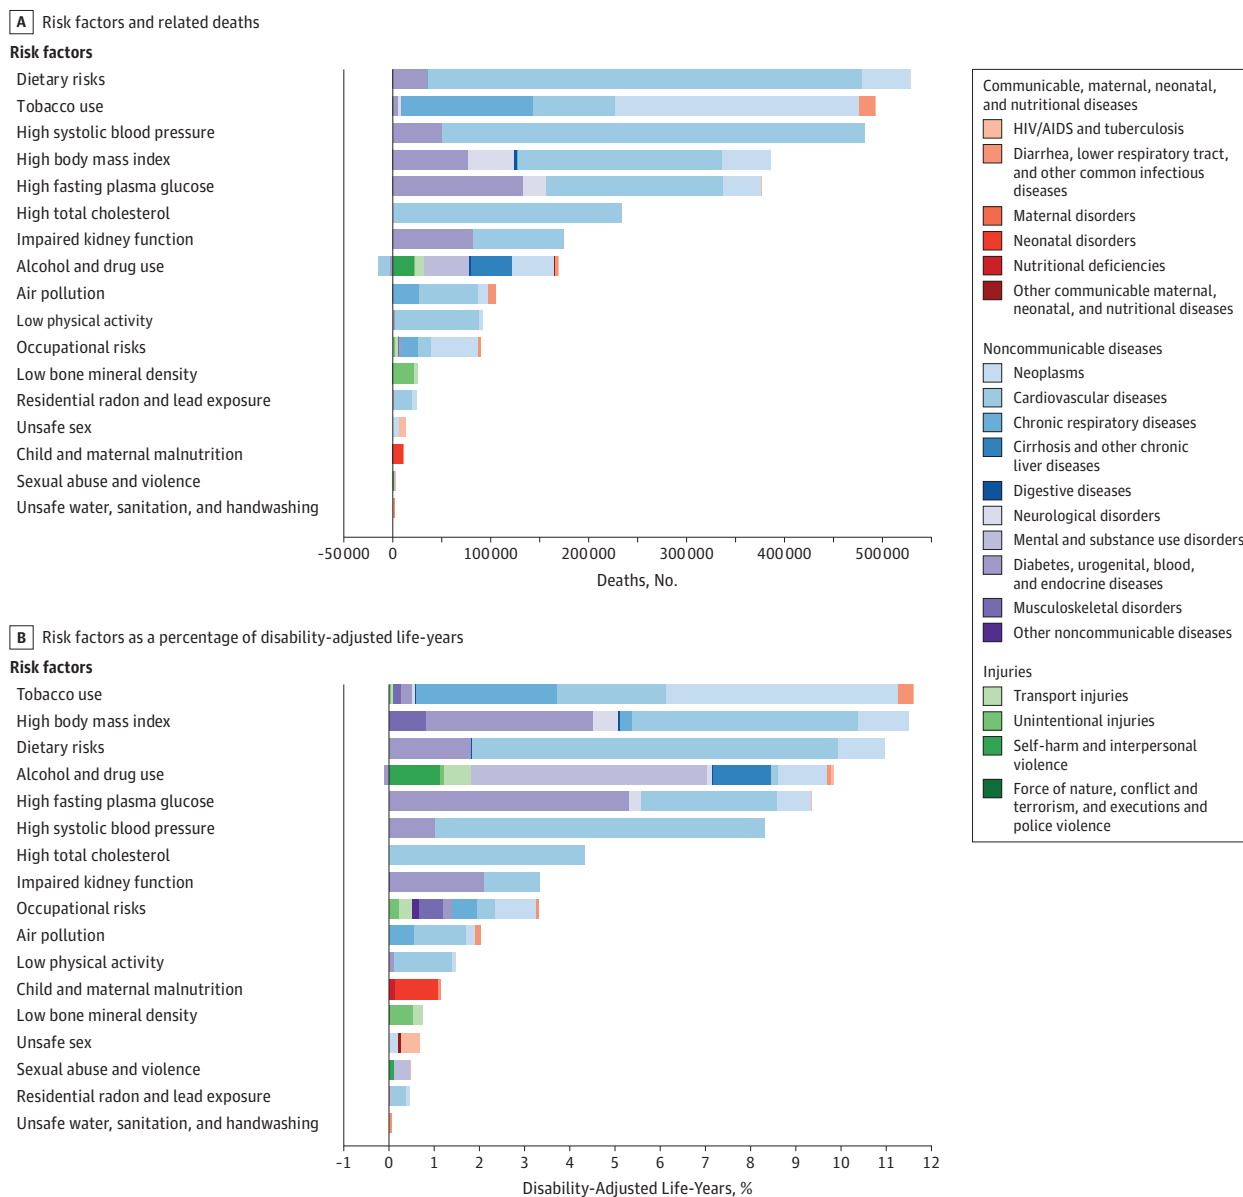 A Risk factors and related deaths
Risk factors
Dietary risks
Tobacco use
High systolic blood pressure
High body mass index
High fasting plasma glucose
High total cholesterol
Impaired kidney function
Alcohol and drug use
Air pollution
Low physical activity
Occupational risks
Low bone mineral density
Residential radon and lead exposure
Unsafe sex
Child and maternal malnutrition
Sexual abuse and violence
Unsafe water, sanitation, and handwashing
-50000 0 100000 200000 300000 400000 500000
Deaths, No.
B Risk factors as a percentage of disability-adjusted life-years
Risk factors
Tobacco use
High body mass index
Dietary risks
Alcohol and drug use
High fasting plasma glucose
High systolic blood pressure
High total cholesterol
Impaired kidney function
Occupational risks
Air pollution
Low physical activity
Child and maternal malnutrition
Low bone mineral density
Unsafe sex
Sexual abuse and violence
Residential radon and lead exposure
Unsafe water, sanitation, and handwashing
-1 0 1 2 3 4 5 6 7 8 9 10 11 12
Disability-Adjusted Life-Years, %
Communicable, maternal, neonatal,
and nutritional diseases
HIV/AIDS and tuberculosis
Diarrhea, lower respiratory tract,
and other common infectious
diseases
Maternal disorders
Neonatal disorders
Nutritional deficiencies
Other communicable maternal,
neonatal, and nutritional diseases
Noncommunicable diseases
Neoplasms
Cardiovascular diseases
Chronic respiratory diseases
Cirrhosis and other chronic
liver diseases
Digestive diseases
Neurological disorders
Mental and substance use disorders
Diabetes, urogenital, blood,
and endocrine diseases
Musculoskeletal disorders
Other noncommunicable diseases
Injuries
Transport injuries
Unintentional injuries
Self-harm and interpersonal
violence
Force of nature, conflict and
terrorism, and executions and
police violence